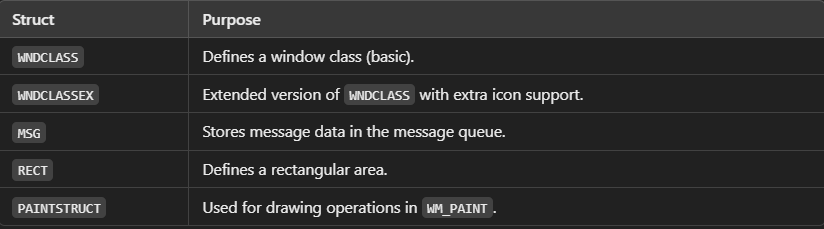 Struct Purpose
WNDCLASS Defines a window class (basic).
WNDCLASSEX Extended version of WNDCLASS with extra icon support.
MSG Stores message data in the message queue.
RECT Defines a rectangular area.
PAINTSTRUCT Used for drawing operations in WM_PAINT.